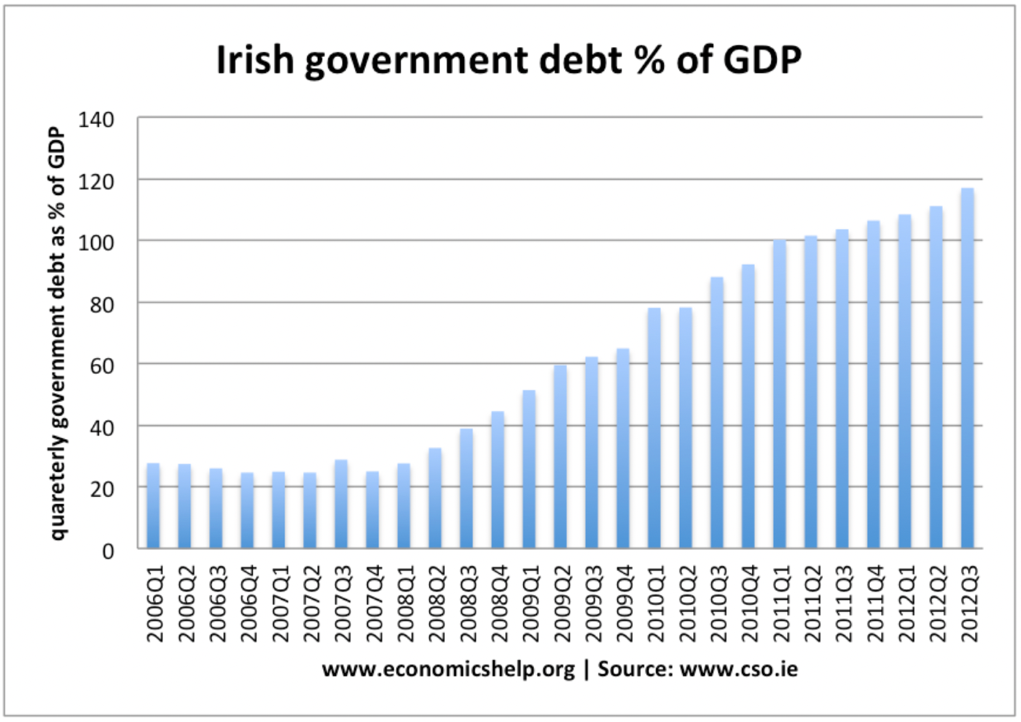 Irish government debt % of GDP
quareterly government debt as % of GDP
140
120
100
80
60
40
20
0
2006Q1
2006Q2
2006Q3
2006Q4
2007Q1
2007Q2
2007Q3
2007Q4
2008Q1
2008Q2
2008Q3
2008Q4
2009Q1
2009Q2
2009Q3
2009Q4
2010Q1
2010Q2
2010Q3
2010Q4
2011Q1
2011Q2
2011Q3
2011Q4
2012Q1
2012Q2
2012Q3
www.economicshelp.org | Source: www.cso.ie